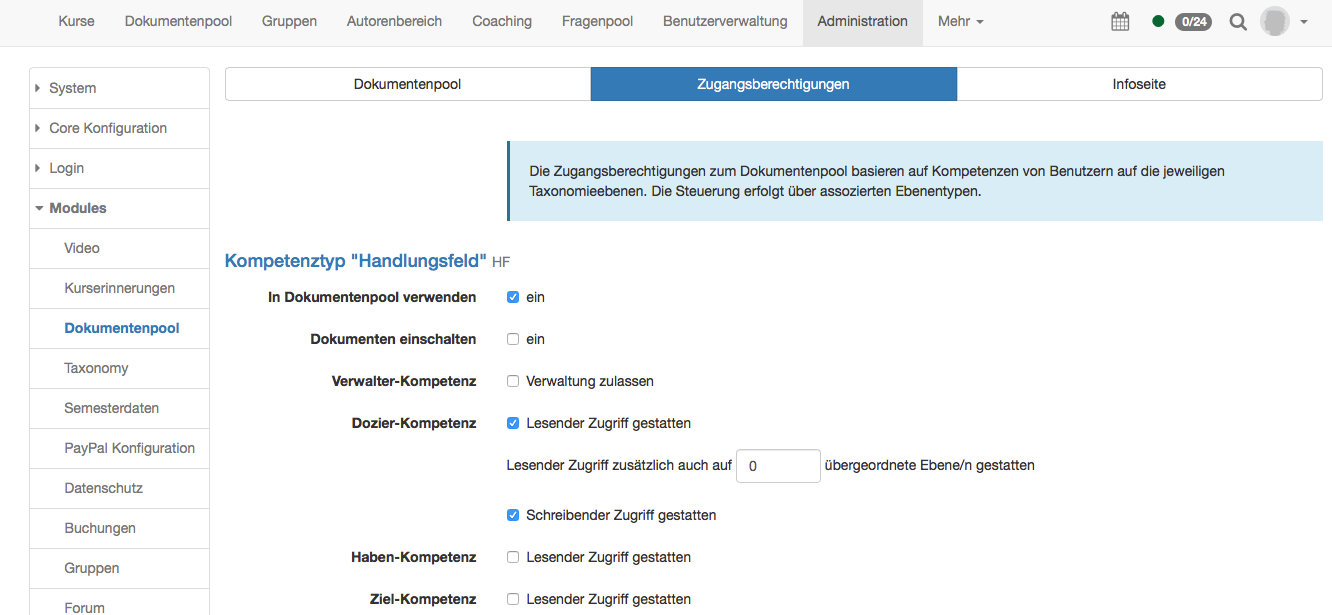 Kurse Dokumentenpool Gruppen Autorenbereich Coaching Fragenpool Benutzerverwaltung Administration Mehr 0/24
System
Core Konfiguration
Login
Modules
Video
Kurserinnerungen
Dokumentenpool
Taxonomy
Semesterdaten
PayPal Konfiguration
Datenschutz
Buchungen
Gruppen
Forum
Dokumentenpool Zugangsberechtigungen Infoseite
Die Zugangsberechtigungen zum Dokumentenpool basieren auf Kompetenzen von Benutzern auf die jeweiligen
Taxonomieebenen. Die Steuerung erfolgt über assozierten Ebenentypen.
Kompetenztyp "Handlungsfeld" HF
In Dokumentenpool verwenden ein
Dokumenten einschalten ein
Verwalter-Kompetenz Verwaltung zulassen
Dozier-Kompetenz Lesender Zugriff gestatten
Lesender Zugriff zusätzlich auch auf 0 übergeordnete Ebene/n gestatten
Schreibender Zugriff gestatten
Haben-Kompetenz Lesender Zugriff gestatten
Ziel-Kompetenz Lesender Zugriff gestatten